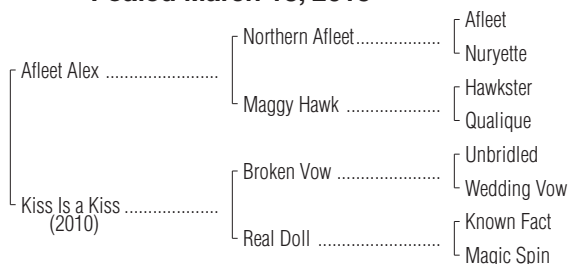 Foaled March
Afleet
Northern Afleet....................
Nuryette
Afleet Alex .........................
Hawkster
Maggy Hawk ......................
Qualique
Unbridled
Broken Vow .......................
Wedding Vow
Kiss Is a Kiss .....................
(2010)
Known Fact
Real Doll ............................
Magic Spin